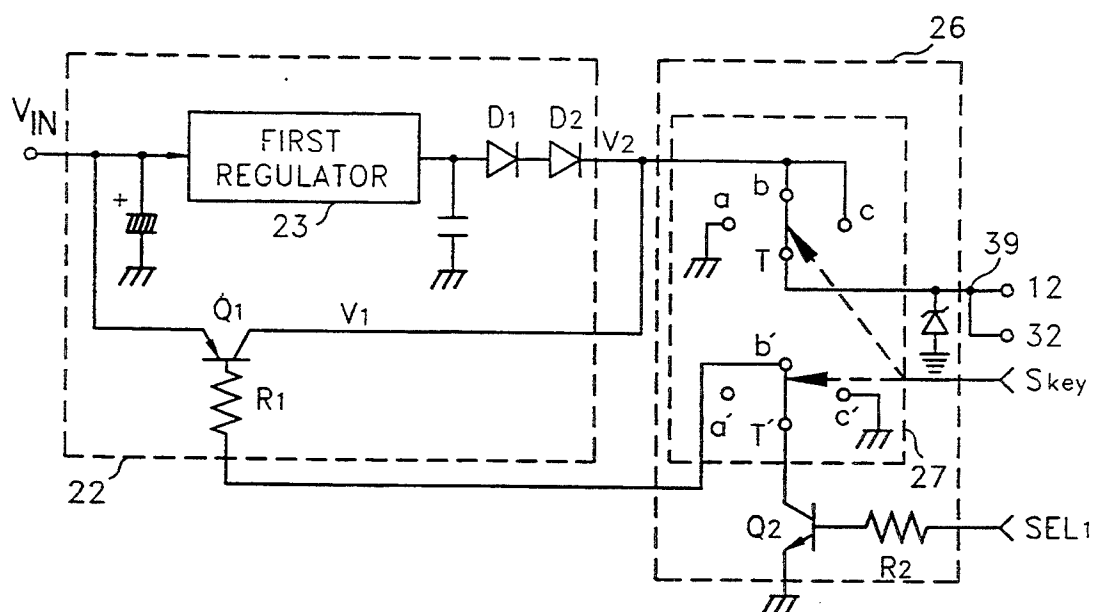 26
VIN
FIRST
REGULATOR
23
D1
D2
V2
+
a
b
c
T
39
12
32
Q1
V1
R1
b′
a′
c′
T′
Skey
22
27
Q2
R2
SEL1